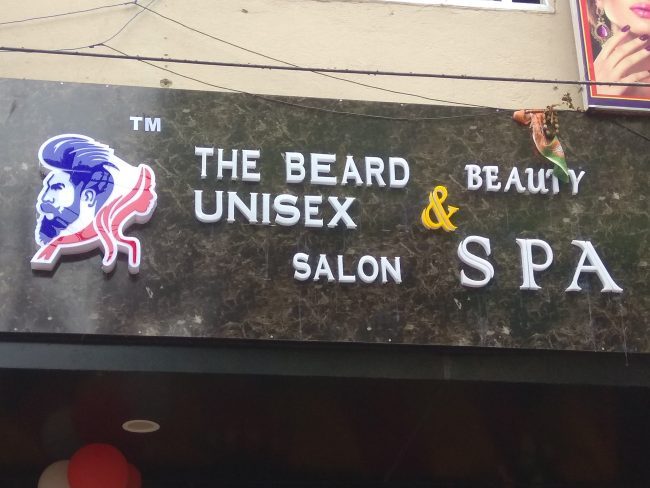 TM
THE BEARD
UNISEX
SALON
&
BEAUTY
SPA